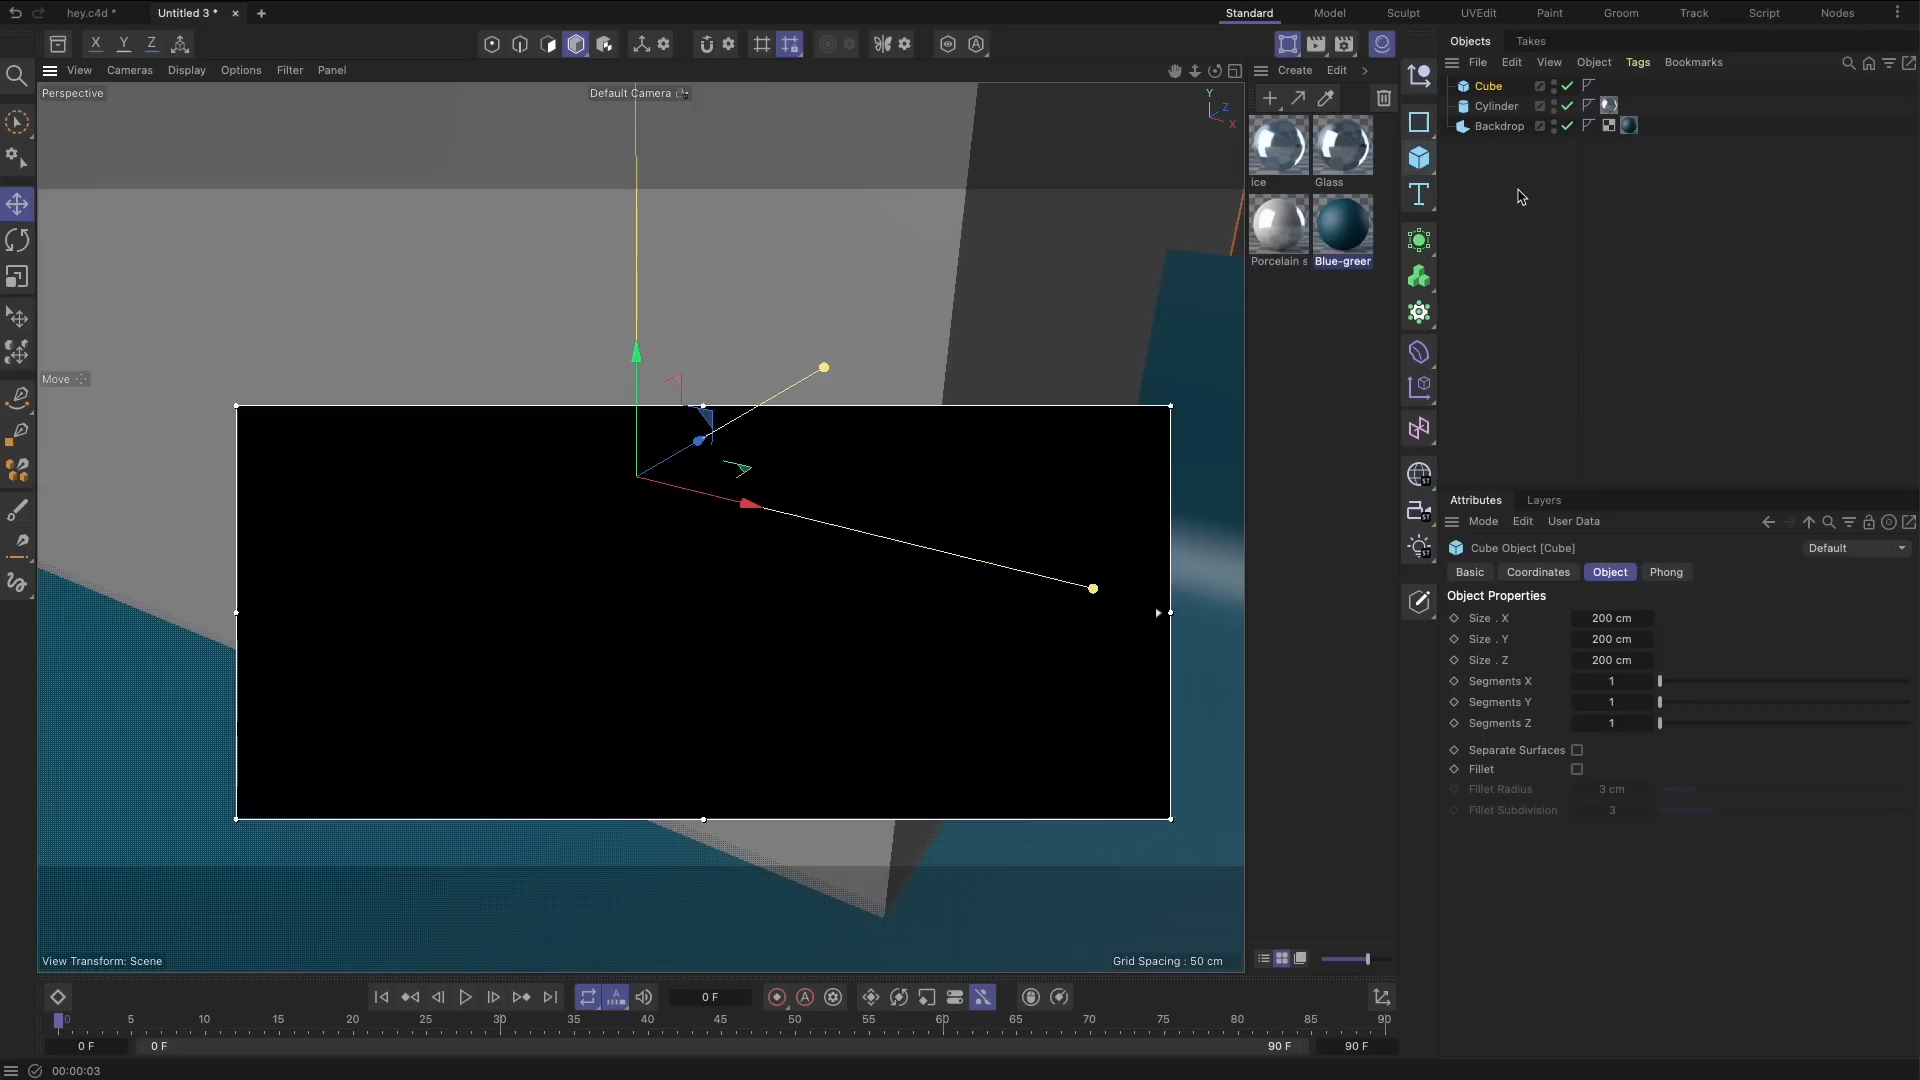 hey.c4d *
Untitled 3 *
Standard
Model
Sculpt
UVEdit
Paint
Groom
Track
Script
Nodes
X
Y
Z
Objects
Takes
View
Cameras
Display
Options
Filter
Panel
Create
Edit
File
Edit
View
Object
Tags
Bookmarks
Perspective
Default Camera
Y
Z
X
Cube
Cylinder
Backdrop
ice
Glass
Porcelain s
Blue-greer
Move
Attributes
Layers
Mode
Edit
User Data
Cube Object [Cube]
Default
Basic
Coordinates
Object
Phong
Object Properties
Size . X
200 cm
Size . Y
200 cm
Size . Z
200 cm
Segments X
1
Segments Y
1
Segments Z
1
Separate Surfaces
Fillet
Fillet Radius
3 cm
Fillet Subdivision
3
View Transform: Scene
Grid Spacing : 50 cm
0 F
0
5
10
15
20
25
30
35
40
45
50
55
60
65
70
75
80
85
90
0 F
0 F
90 F
90 F
00:00:03